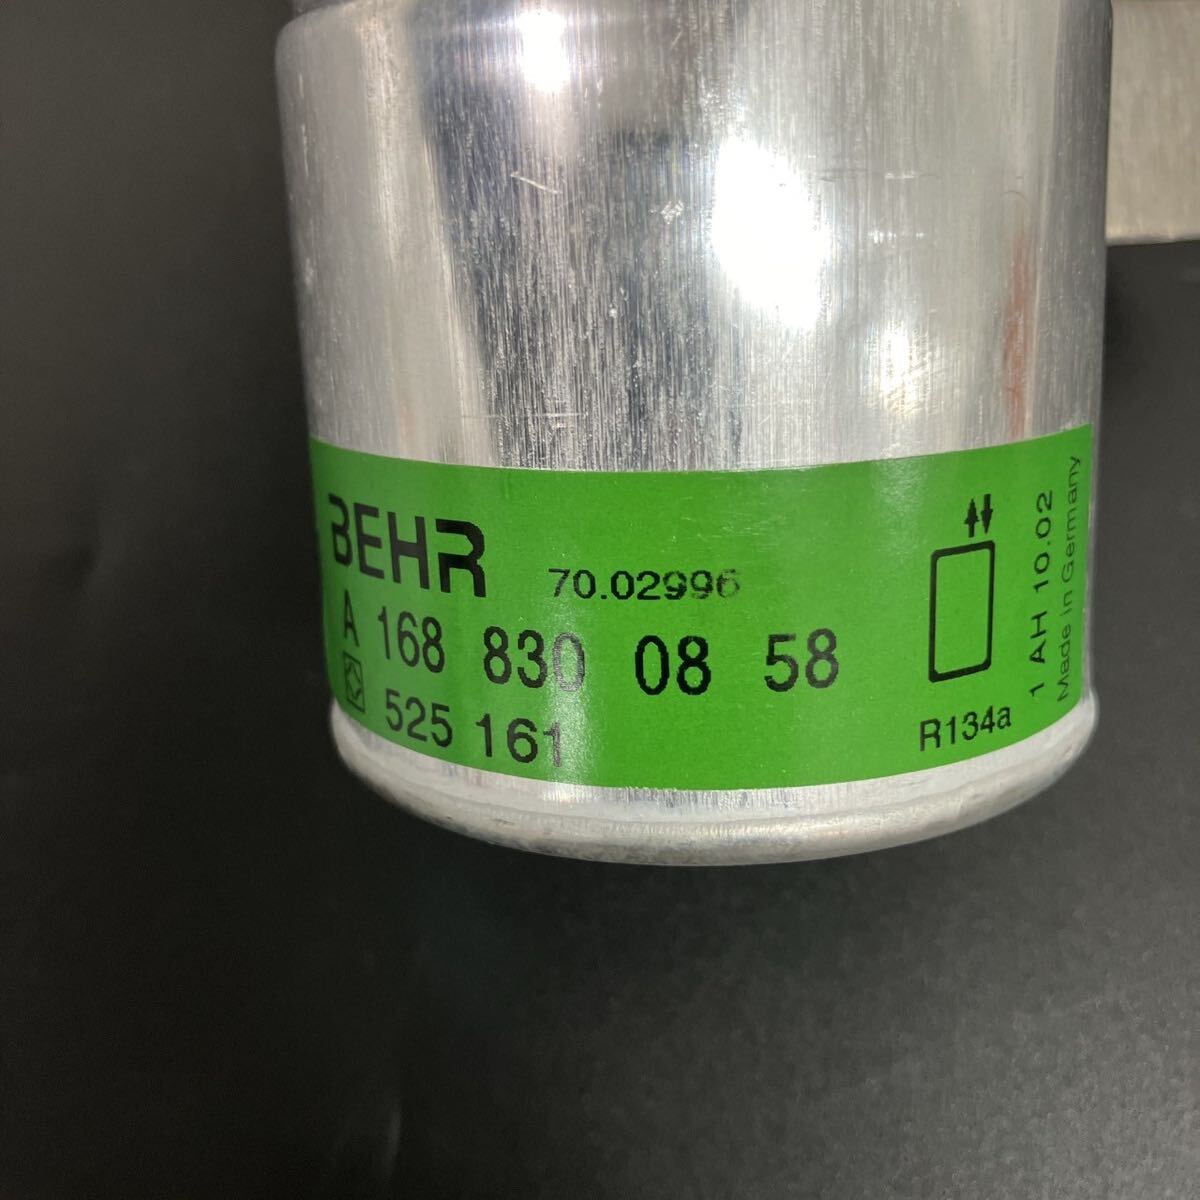 BEHR
70.02996
A 168 830 08 58
525 161
R134a
1 AH 10.02
Made in Germany